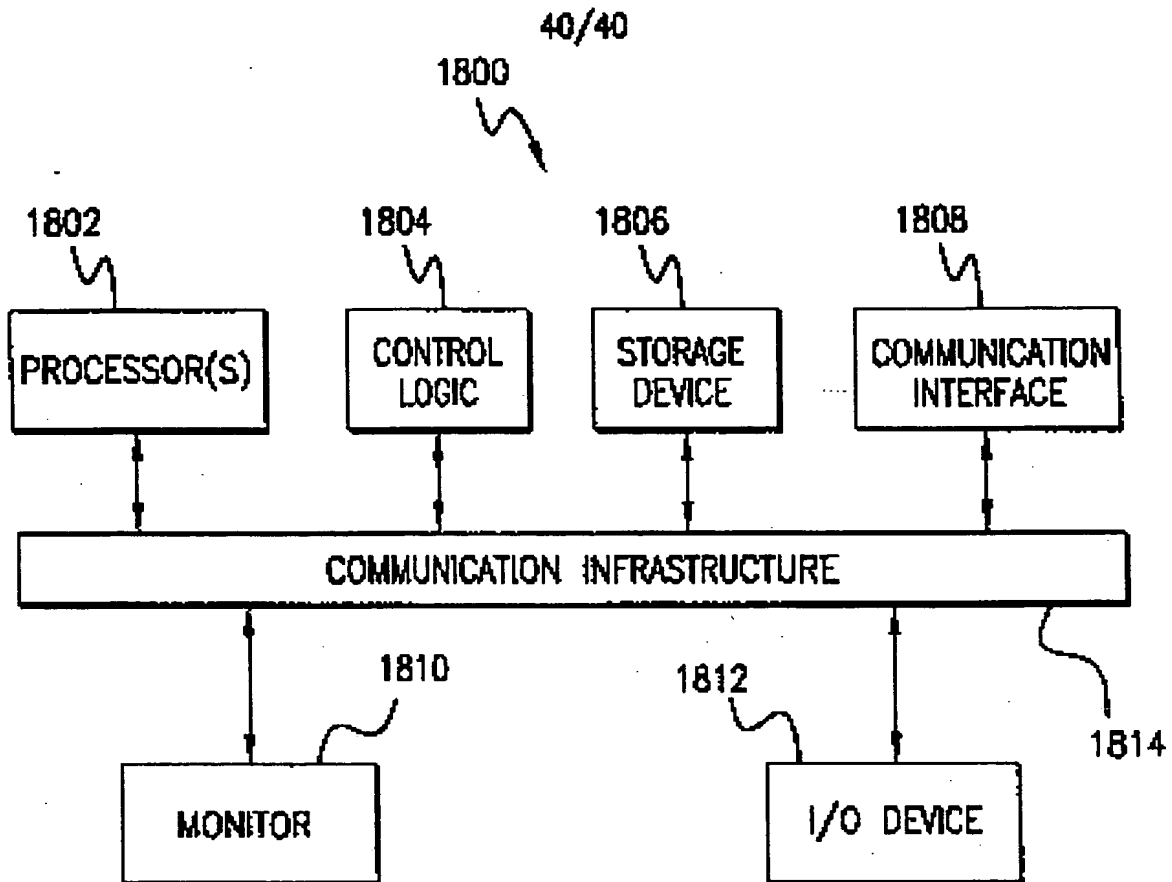 40/40
1800
1802
1804
1806
1808
PROCESSOR(S)
CONTROL
LOGIC
STORAGE
DEVICE
COMMUNICATION
INTERFACE
COMMUNICATION INFRASTRUCTURE
1810
1812
1814
MONITOR
I/O DEVICE